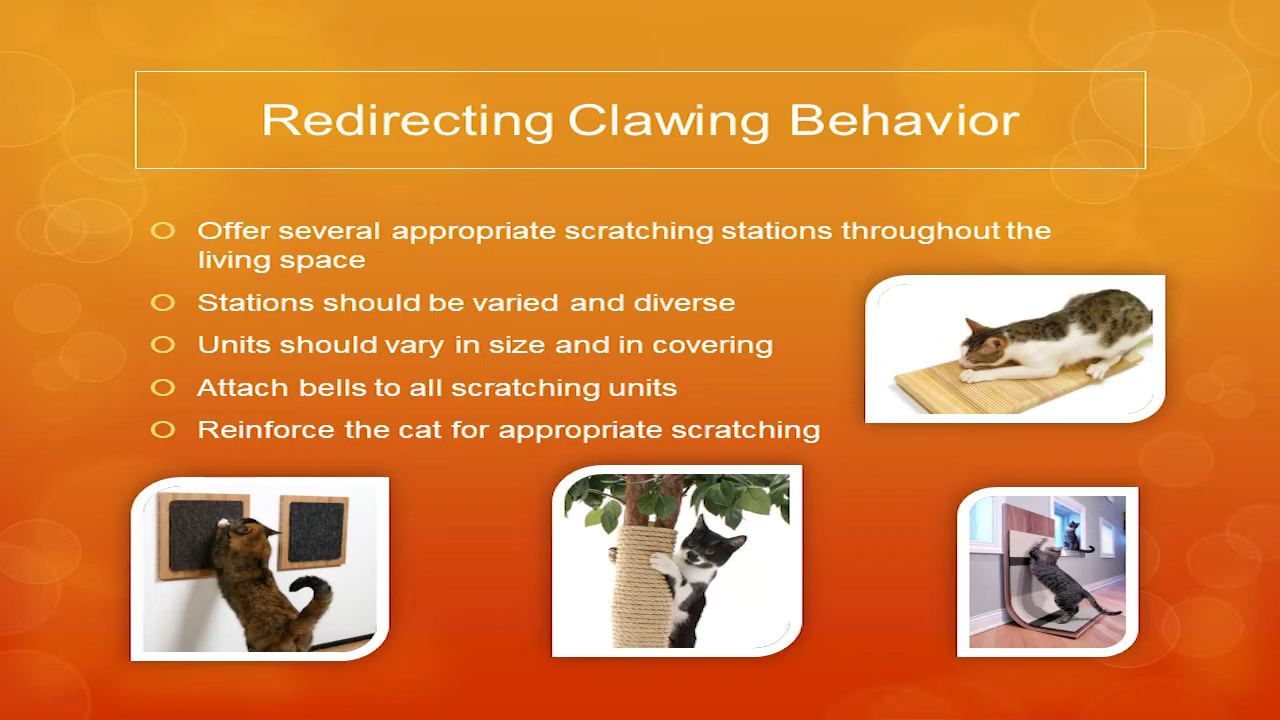 Redirecting Clawing Behavior
Offer several appropriate scratching stations throughout the
living space
Stations should be varied and diverse
Units should vary in size and in covering
Attach bells to all scratching units
Reinforce the cat for appropriate scratching